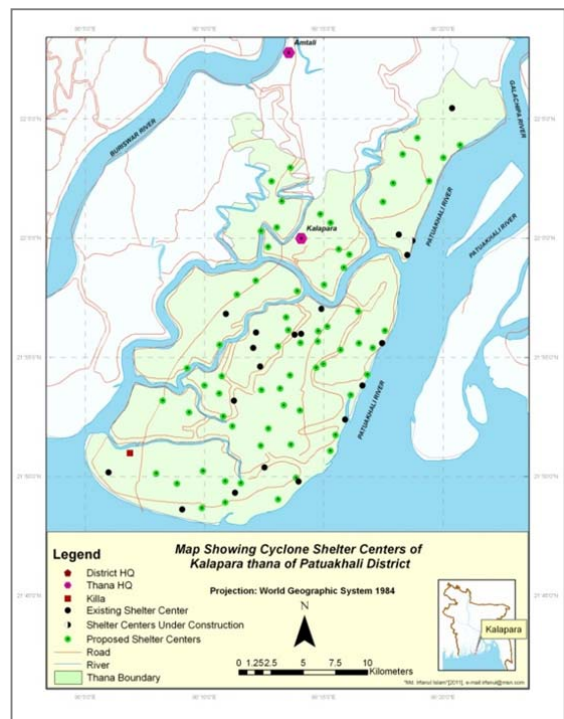 Amtali
BURISWAR RIVER
GALACHIPA RIVER
PATUAKHALI RIVER
PATUAKHALI RIVER
Kalapara
PATUAKHALI RIVER
Legend
District HQ
Thana HQ
Killa
Existing Shelter Center
Shelter Centers Under Construction
Proposed Shelter Centers
Road
River
Thana Boundary
Map Showing Cyclone Shelter Centers of
Kalapara thana of Patuakhali District
Projection: World Geographic System 1984
N
0 1.252.5 5 7.5 10
Kilometers
Kalapara